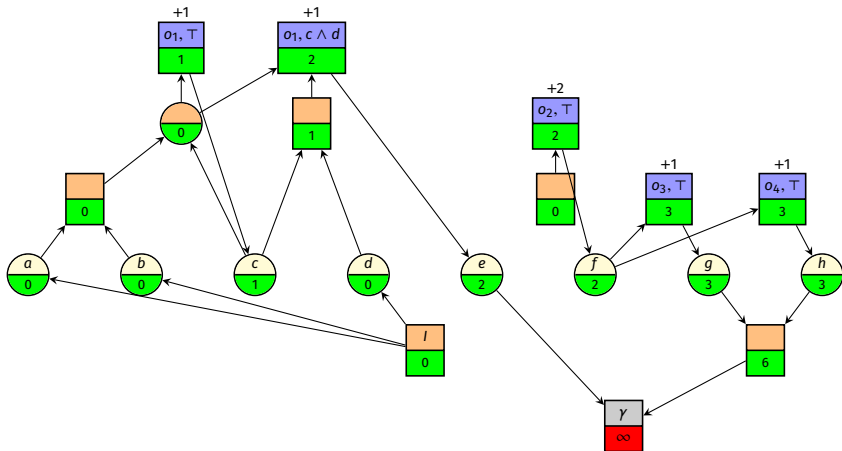 +1 +1
o₁, ⊤ o₁, c ∧ d
1 2
+2
o₂, ⊤
0 1 2
+1 +1
o₃, ⊤ o₄, ⊤
0 0 3 3
a b c d e f g h
0 0 1 0 2 2 3 3
I
0 6
γ
∞